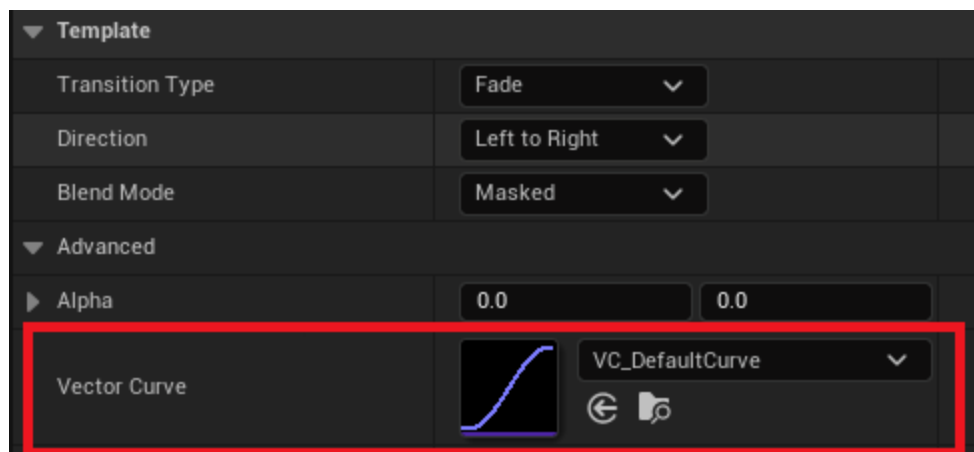 Template
Transition Type Fade
Direction Left to Right
Blend Mode Masked
Advanced
Alpha 0.0 0.0
Vector Curve VC_DefaultCurve